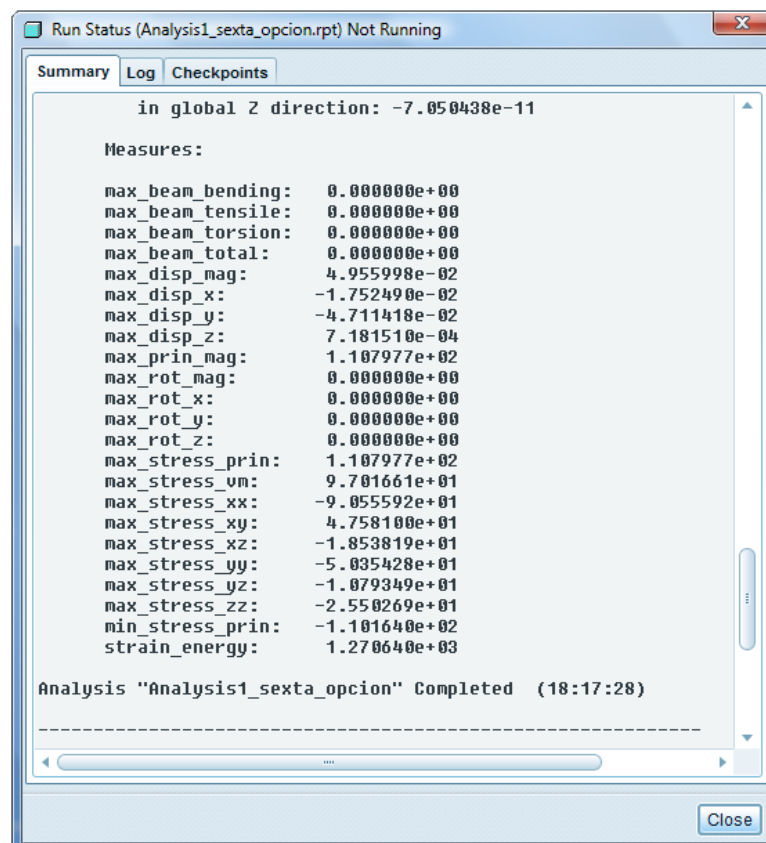 Run Status (Analysis1_sexta_opcion.rpt) Not Running
Summary Log Checkpoints
in global Z direction: -7.050438e-11
Measures:
max_beam_bending: 0.000000e+00
max_beam_tensile: 0.000000e+00
max_beam_torsion: 0.000000e+00
max_beam_total: 0.000000e+00
max_disp_mag: 4.955998e-02
max_disp_x: -1.752490e-02
max_disp_y: -4.711418e-02
max_disp_z: 7.181510e-04
max_prin_mag: 1.107977e+02
max_rot_mag: 0.000000e+00
max_rot_x: 0.000000e+00
max_rot_y: 0.000000e+00
max_rot_z: 0.000000e+00
max_stress_prin: 1.107977e+02
max_stress_vm: 9.701661e+01
max_stress_xx: -9.055592e+01
max_stress_xy: 4.758100e+01
max_stress_xz: -1.853819e+01
max_stress_yy: -5.035428e+01
max_stress_yz: -1.079349e+01
max_stress_zz: -2.550269e+01
min_stress_prin: -1.101640e+02
strain_energy: 1.270640e+03
Analysis "Analysis1_sexta_opcion" Completed (18:17:28)
------------------------------------------------------------
Close